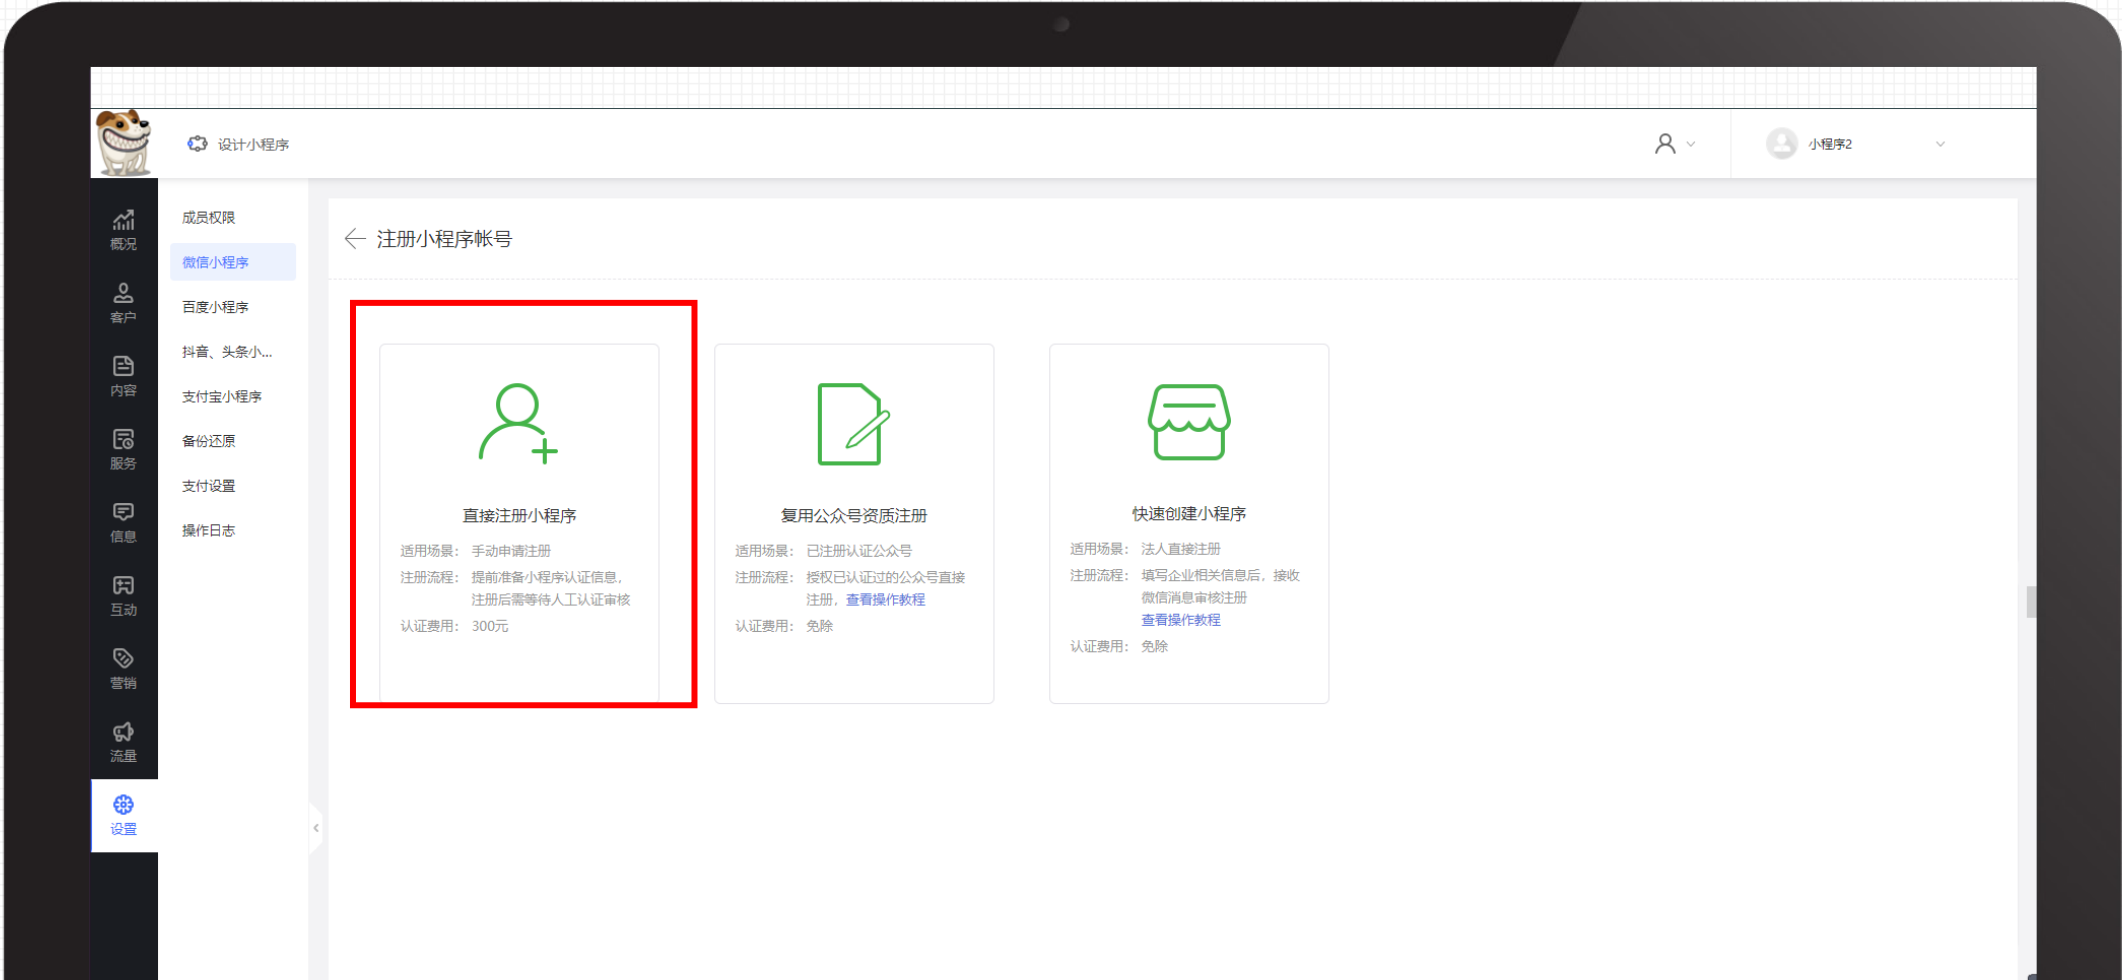 设计小程序
小程序2
概况
客户
内容
服务
信息
互动
营销
流量
设置
成员权限
微信小程序
百度小程序
抖音、头条小...
支付宝小程序
备份还原
支付设置
操作日志
注册小程序帐号
直接注册小程序
适用场景： 手动申请注册
注册流程： 提前准备小程序认证信息，
注册后需等待人工认证审核
认证费用： 300元
复用公众号资质注册
适用场景： 已注册认证公众号
注册流程： 授权已认证过的公众号直接
注册，查看操作教程
认证费用： 免除
快速创建小程序
适用场景： 法人直接注册
注册流程： 填写企业相关信息后，接收
微信消息审核注册
查看操作教程
认证费用： 免除